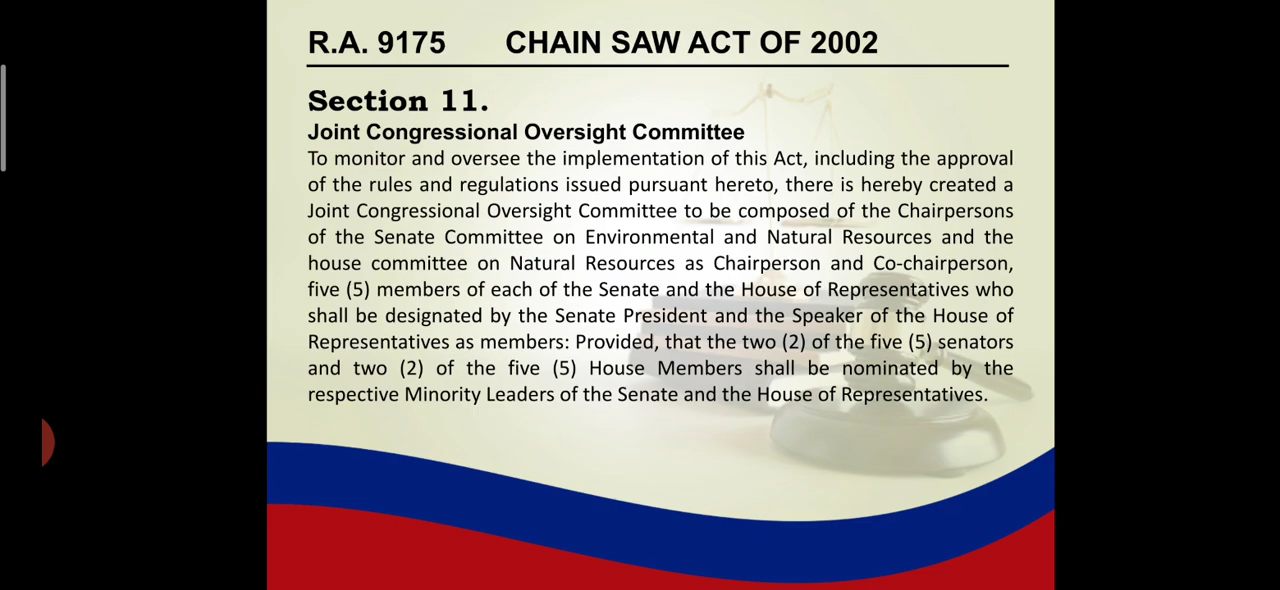 R.A. 9175 CHAIN SAW ACT OF 2002
Section 11.
Joint Congressional Oversight Committee
To monitor and oversee the implementation of this Act, including the approval
of the rules and regulations issued pursuant hereto, there is hereby created a
Joint Congressional Oversight Committee to be composed of the Chairpersons
of the Senate Committee on Environmental and Natural Resources and the
house committee on Natural Resources as Chairperson and Co-chairperson,
five (5) members of each of the Senate and the House of Representatives who
shall be designated by the Senate President and the Speaker of the House of
Representatives as members: Provided, that the two (2) of the five (5) senators
and two (2) of the five (5) House Members shall be nominated by the
respective Minority Leaders of the Senate and the House of Representatives.